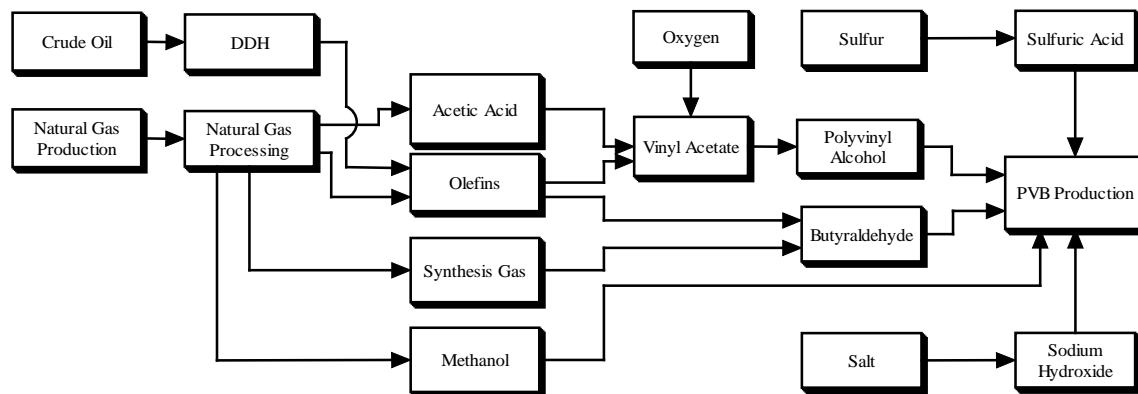 Crude Oil
DDH
Oxygen
Sulfur
Sulfuric Acid
Natural Gas
Production
Natural Gas
Processing
Acetic Acid
Vinyl Acetate
Polyvinyl
Alcohol
Olefins
PVB Production
Butyraldehyde
Synthesis Gas
Methanol
Salt
Sodium
Hydroxide